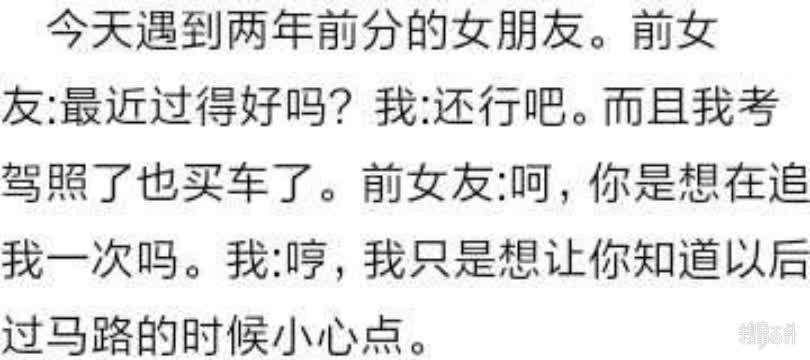 今天遇到两年前分的女朋友。前女
友:最近过得好吗？我:还行吧。而且我考
驾照了也买车了。前女友:呵，你是想在追
我一次吗。我:哼，我只是想让你知道以后
过马路的时候小心点。